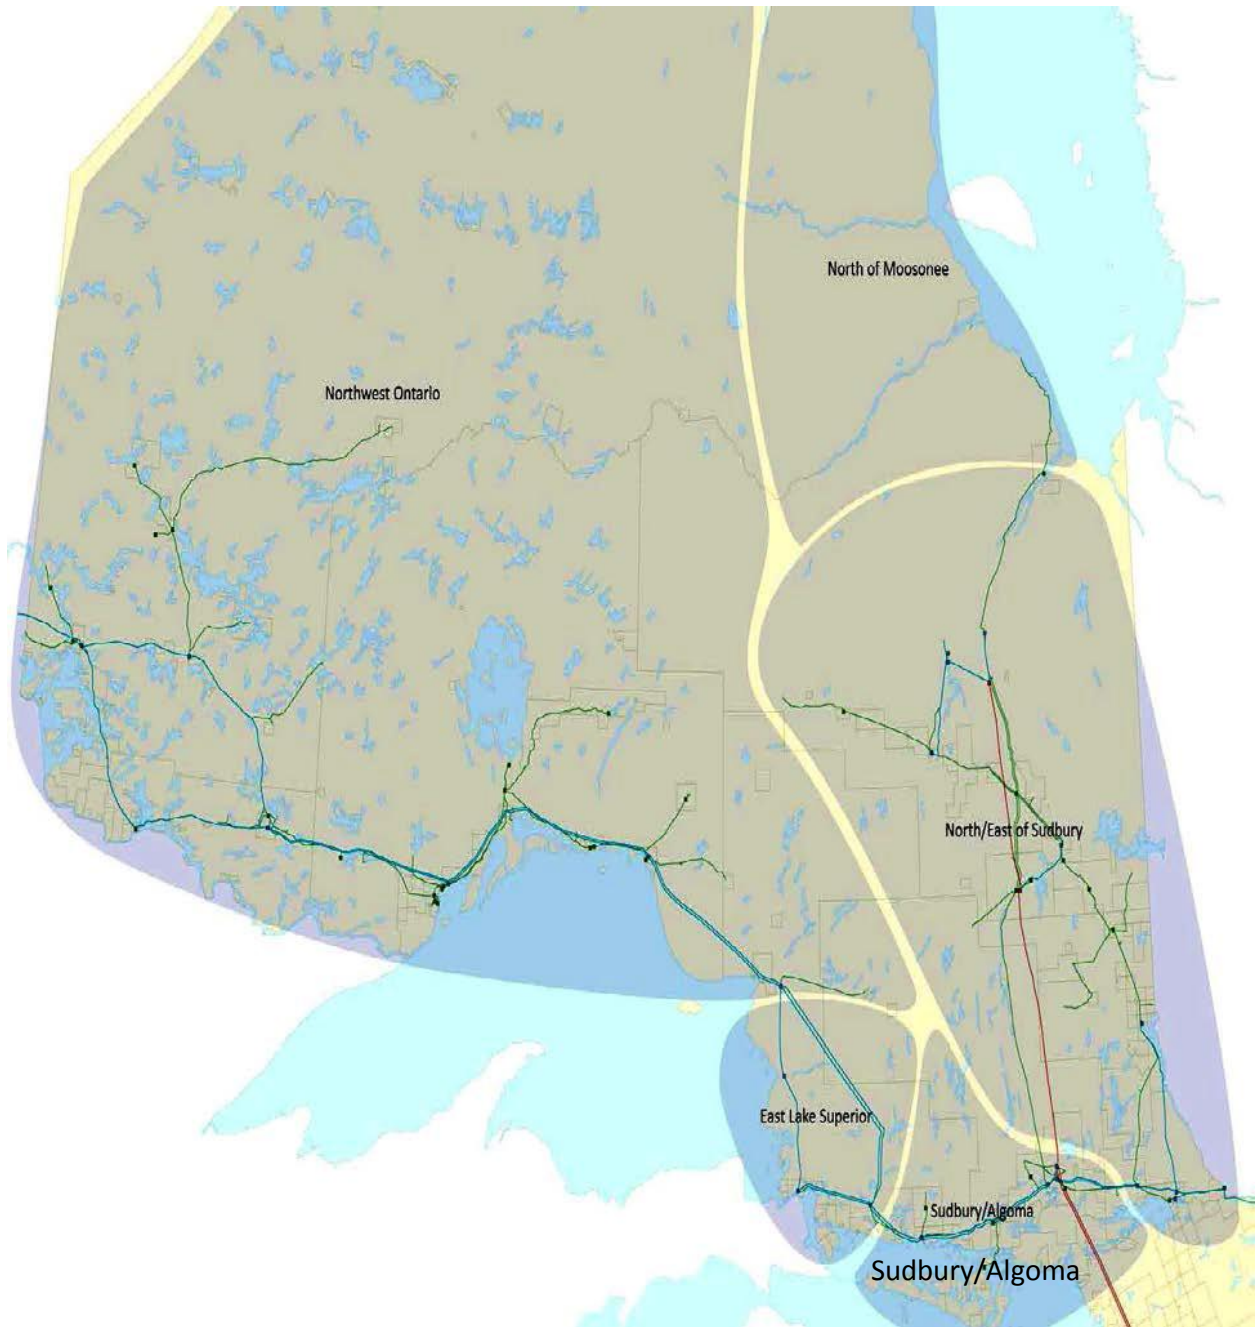 North of Moosonee
Northwest Ontario
North/East of Sudbury
East Lake Superior
Sudbury/Algoma
Sudbury/Algoma